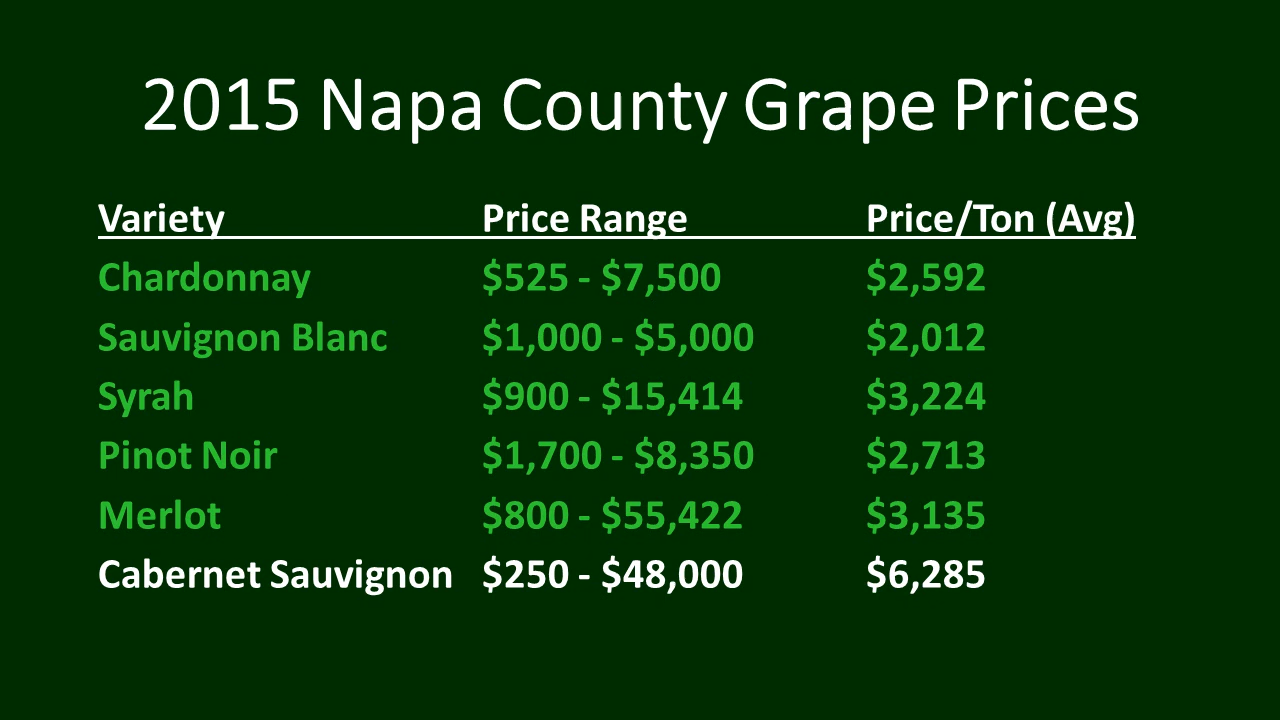 2015 Napa County Grape Prices
Variety Price Range Price/Ton (Avg)
Chardonnay $525 - $7,500 $2,592
Sauvignon Blanc $1,000 - $5,000 $2,012
Syrah $900 - $15,414 $3,224
Pinot Noir $1,700 - $8,350 $2,713
Merlot $800 - $55,422 $3,135
Cabernet Sauvignon $250 - $48,000 $6,285